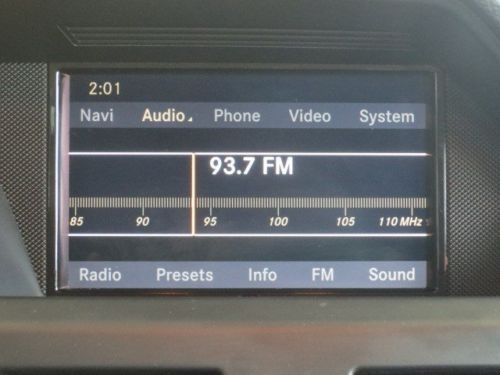 2:01
Navi Audio Phone Video System
93.7 FM
85 90 95 100 105 110 MHz
Radio Presets Info FM Sound